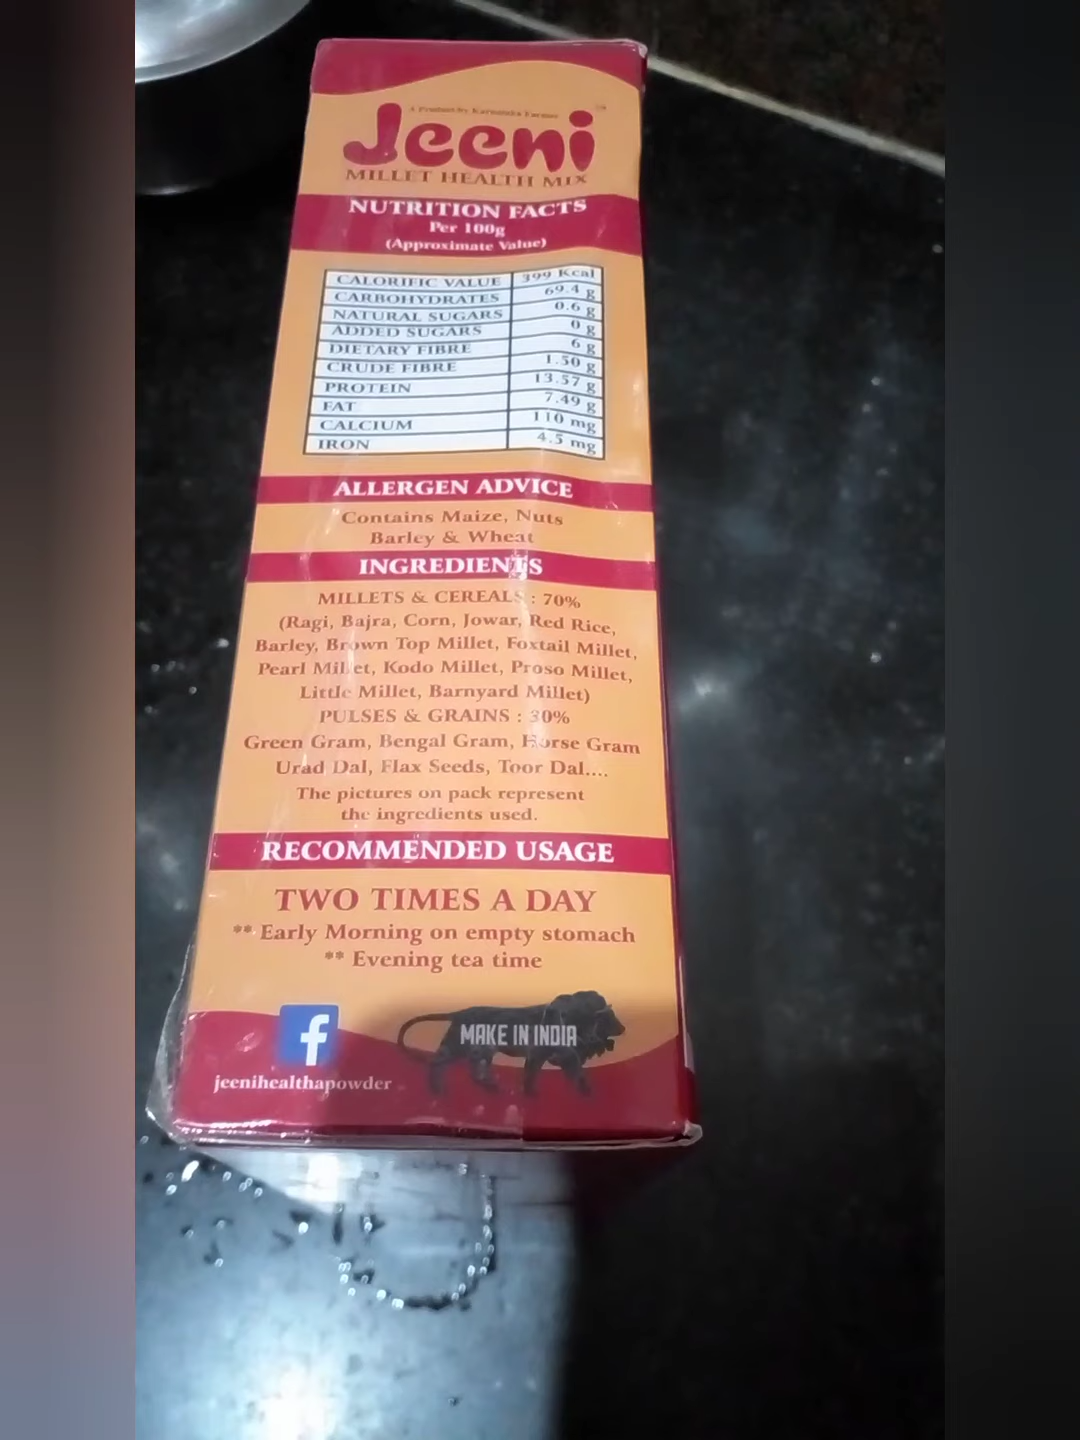 A Product by Karnataka Farmer
Jeeni™
MILLET HEALTH MIX
NUTRITION FACTS
Per 100g
(Approximate Value)
CALORIFIC VALUE 399 Kcal
CARBOHYDRATES 69.4 g
NATURAL SUGARS 0.6 g
ADDED SUGARS 0 g
DIETARY FIBRE 6 g
CRUDE FIBRE 1.50 g
PROTEIN 13.57 g
FAT 7.49 g
CALCIUM 110 mg
IRON 4.5 mg
ALLERGEN ADVICE
Contains Maize, Nuts
Barley & Wheat
INGREDIENTS
MILLETS & CEREALS : 70%
(Ragi, Bajra, Corn, Jowar, Red Rice,
Barley, Brown Top Millet, Foxtail Millet,
Pearl Millet, Kodo Millet, Proso Millet,
Little Millet, Barnyard Millet)
PULSES & GRAINS : 30%
Green Gram, Bengal Gram, Horse Gram
Urad Dal, Flax Seeds, Toor Dal....
The pictures on pack represent
the ingredients used.
RECOMMENDED USAGE
TWO TIMES A DAY
** Early Morning on empty stomach
** Evening tea time
f
MAKE IN INDIA
jeenihealthapowder